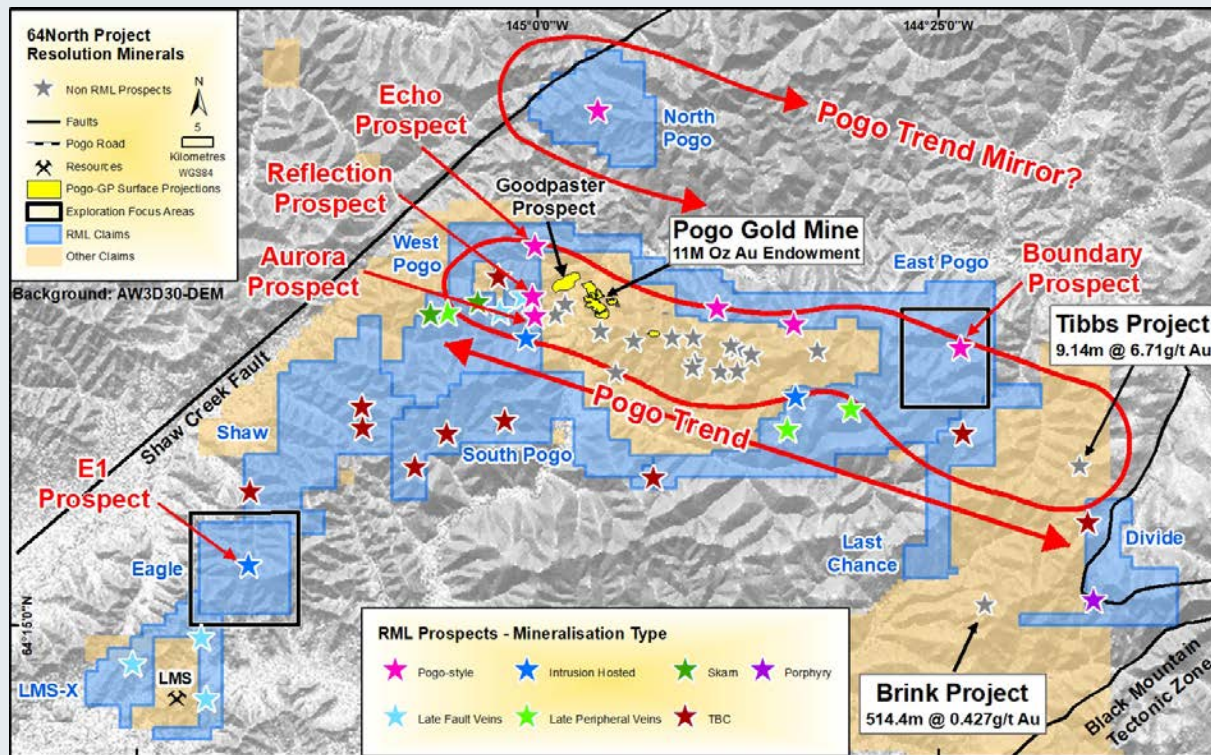 145°0'0"W
144°25'0"W
64North Project
Resolution Minerals
Non RML Prospects
Faults
Pogo Road
Resources
Pogo-GP Surface Projections
Exploration Focus Areas
RML Claims
Other Claims
N
5
Kilometres
WGS84
Background: AW3D30-DEM
Echo
Prospect
Reflection
Prospect
Aurora
Prospect
Goodpaster
Prospect
North
Pogo
Pogo Trend Mirror?
Pogo Gold Mine
11M Oz Au Endowment
West
Pogo
East Pogo
Boundary
Prospect
Tibbs Project
9.14m @ 6.71g/t Au
Shaw Creek Fault
Shaw
South Pogo
Pogo Trend
E1
Prospect
Eagle
Last
Chance
Divide
64°15'0"N
LMS-X
LMS
Brink Project
514.4m @ 0.427g/t Au
Black Mountain
Tectonic Zone
RML Prospects - Mineralisation Type
Pogo-style
Intrusion Hosted
Skarn
Porphyry
Late Fault Veins
Late Peripheral Veins
TBC